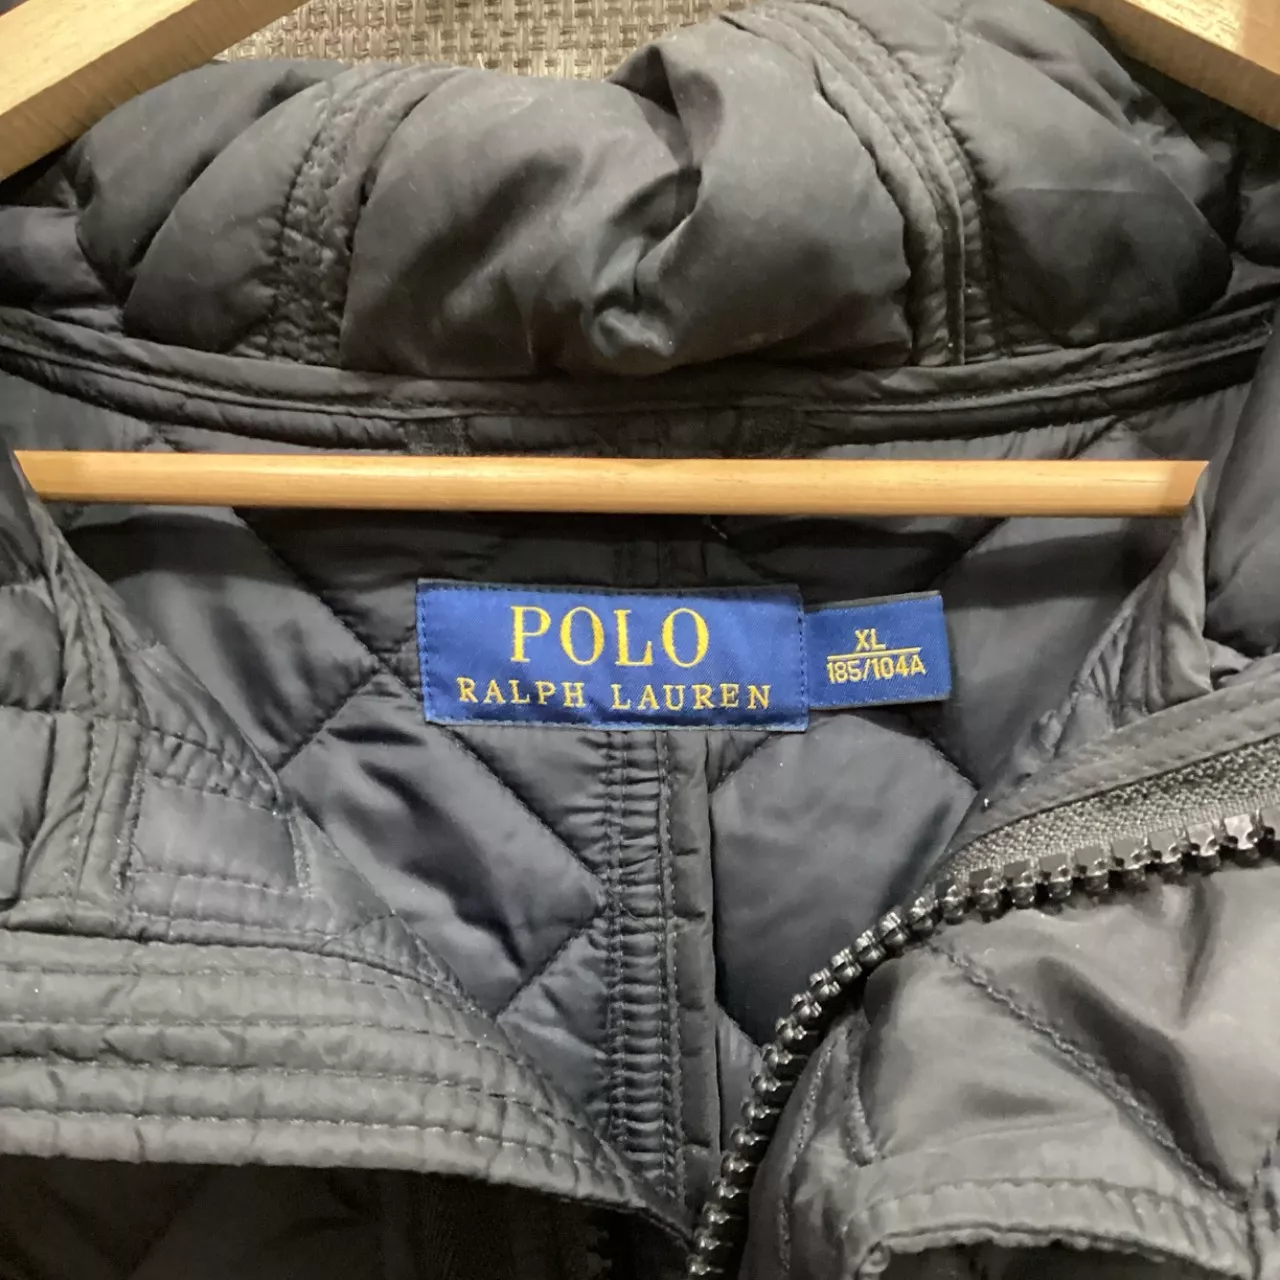 POLO
RALPH LAUREN
XL
185/104A